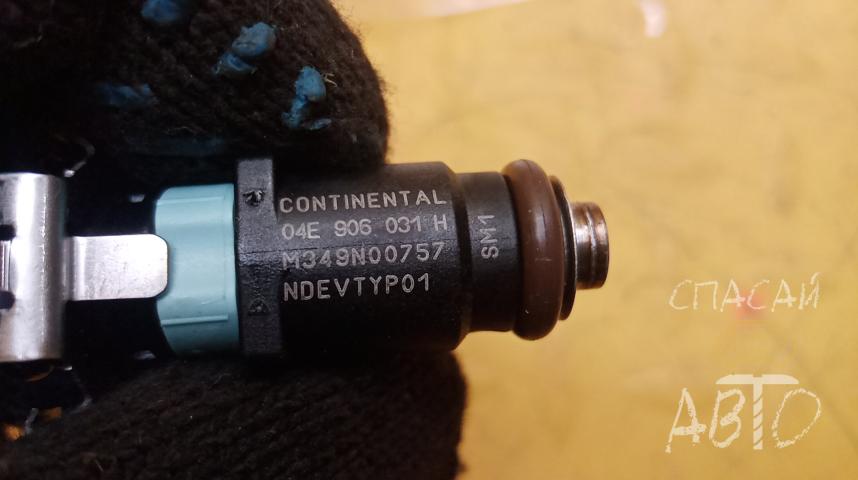 CONTINENTAL
04E 906 031 H
M349N00757
NDEVTYP01
SM1
СПАСАЙ
АВТО